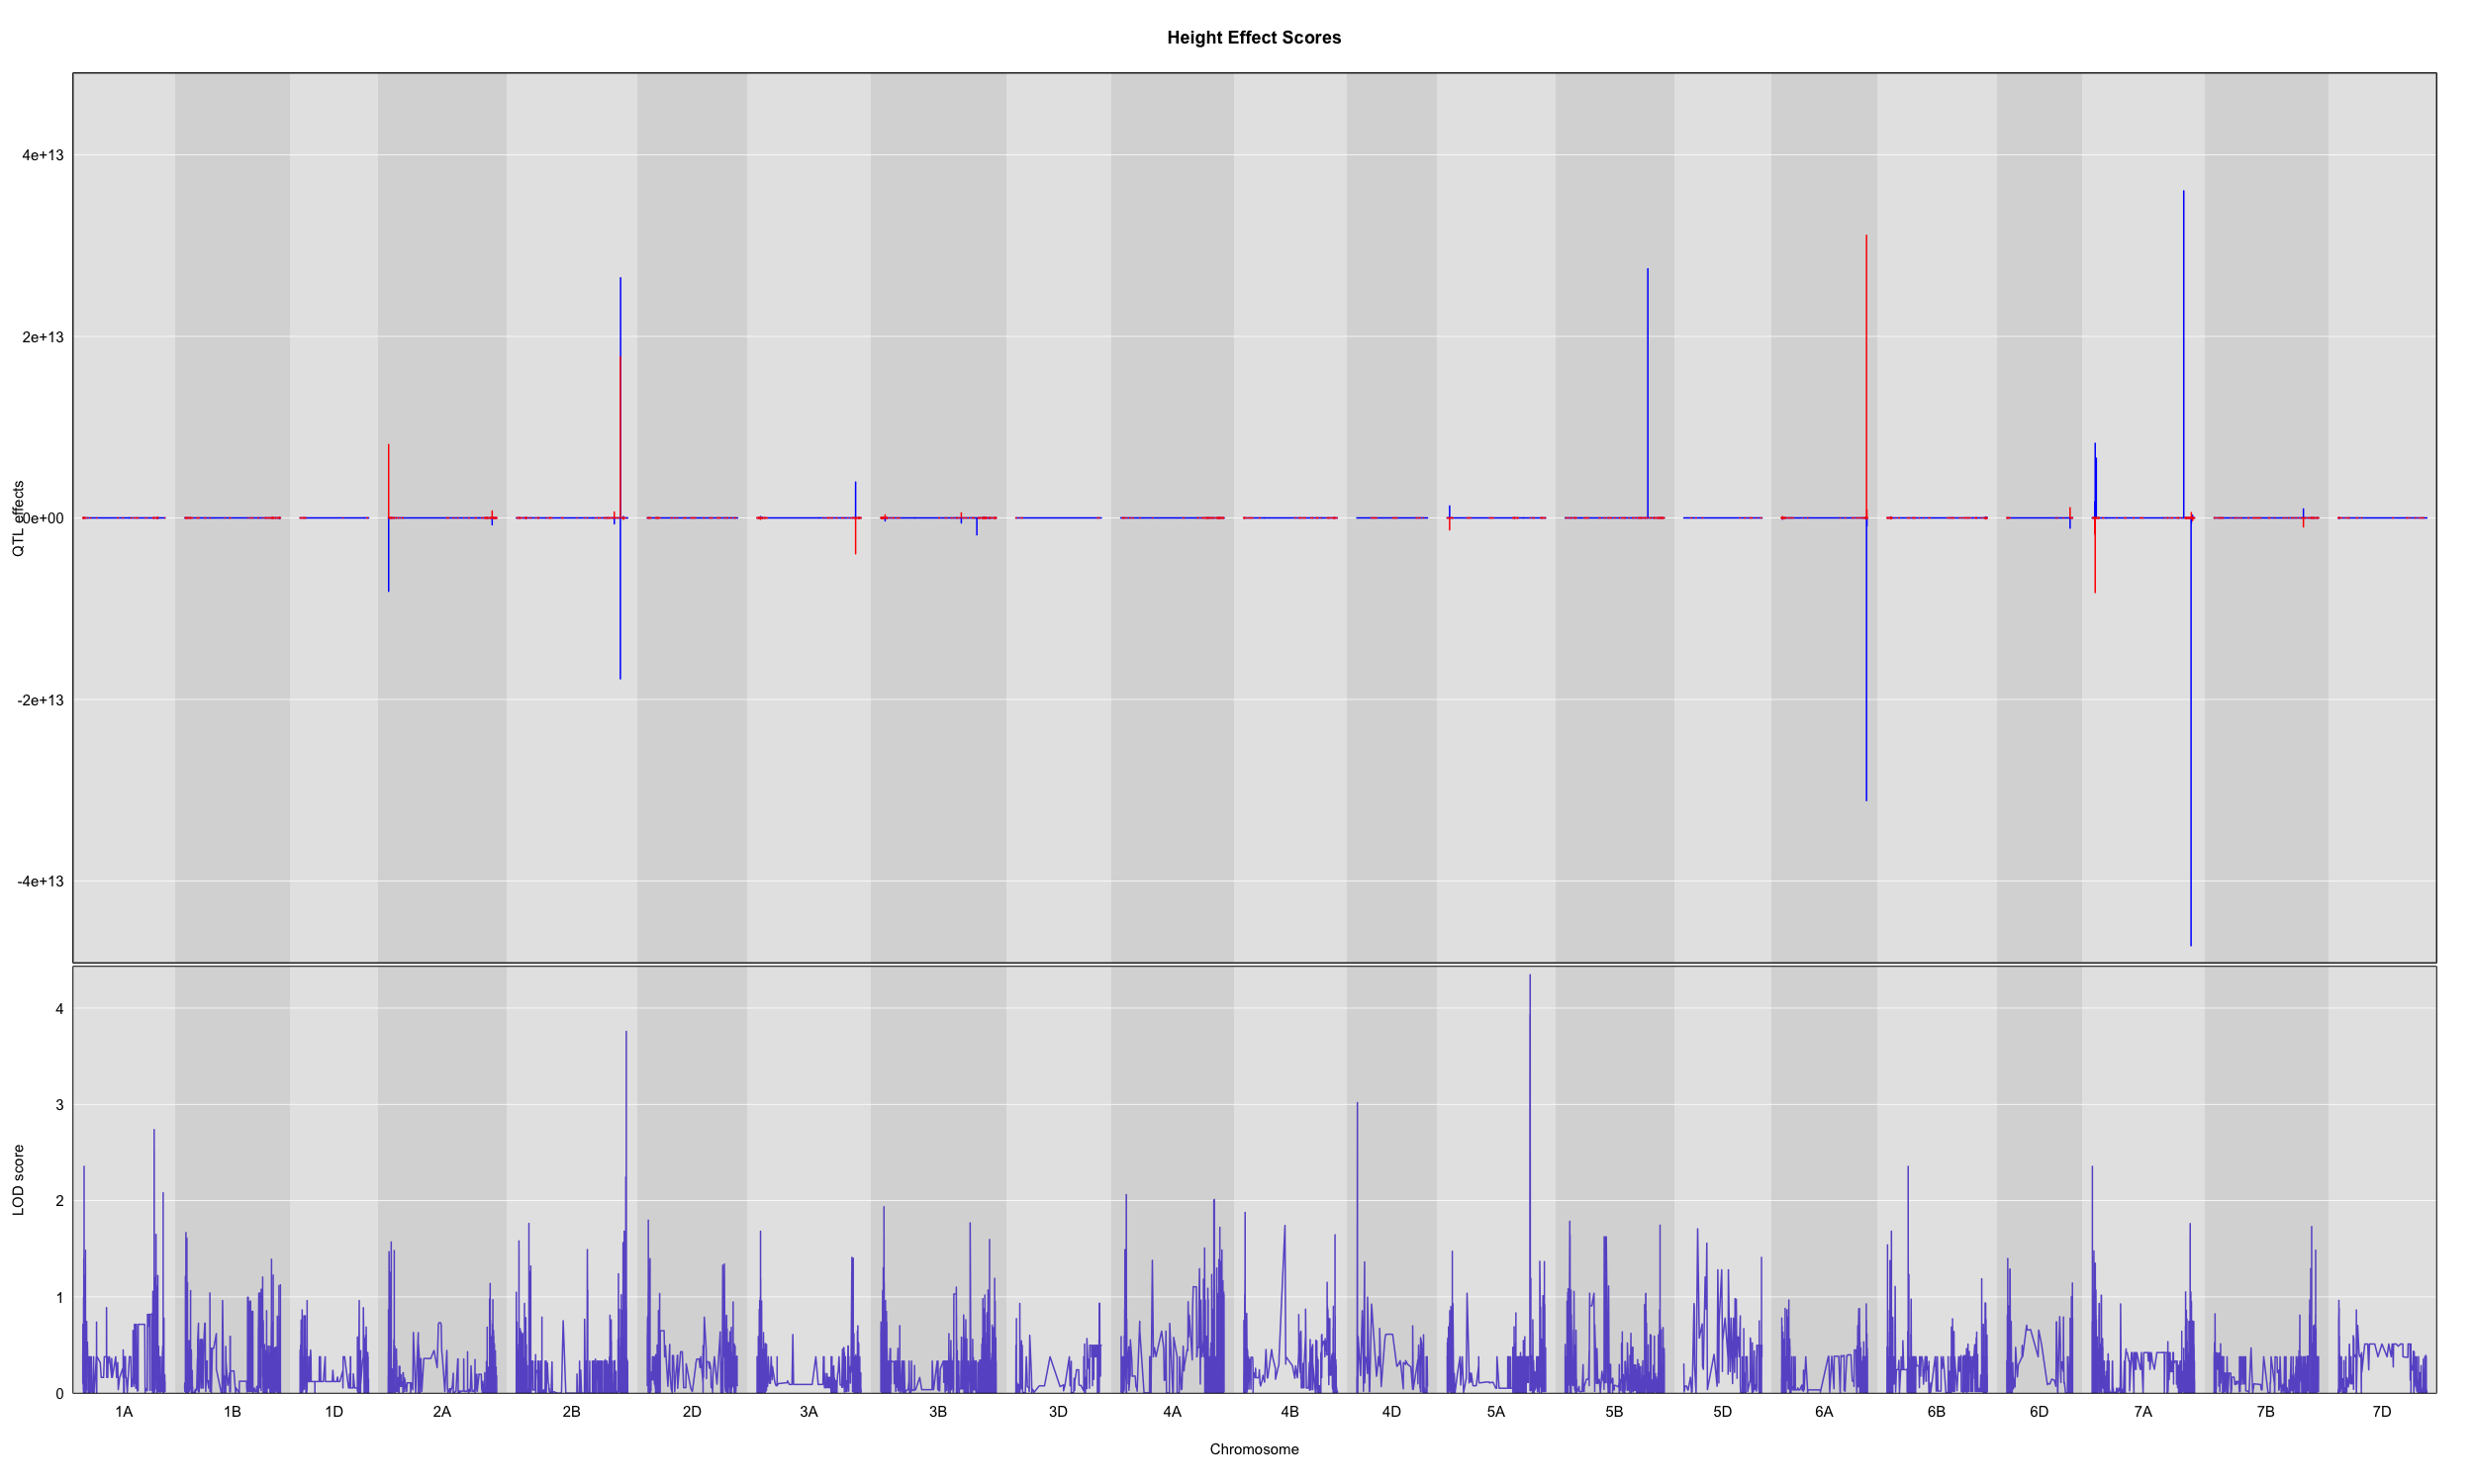 Height Effect Scores
4e+13
2e+13
0e+00
-2e+13
-4e+13
QTL effects
4
3
2
1
0
LOD score
1A 1B 1D 2A 2B 2D 3A 3B 3D 4A 4B 4D 5A 5B 5D 6A 6B 6D 7A 7B 7D
Chromosome